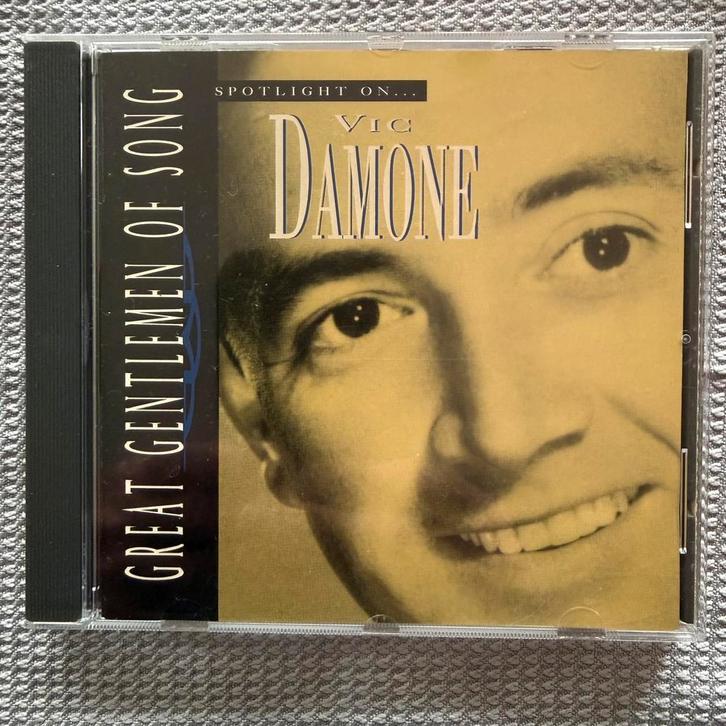 SPOTLIGHT ON...
VIC
DAMONE
GREAT GENTLEMEN OF SONG